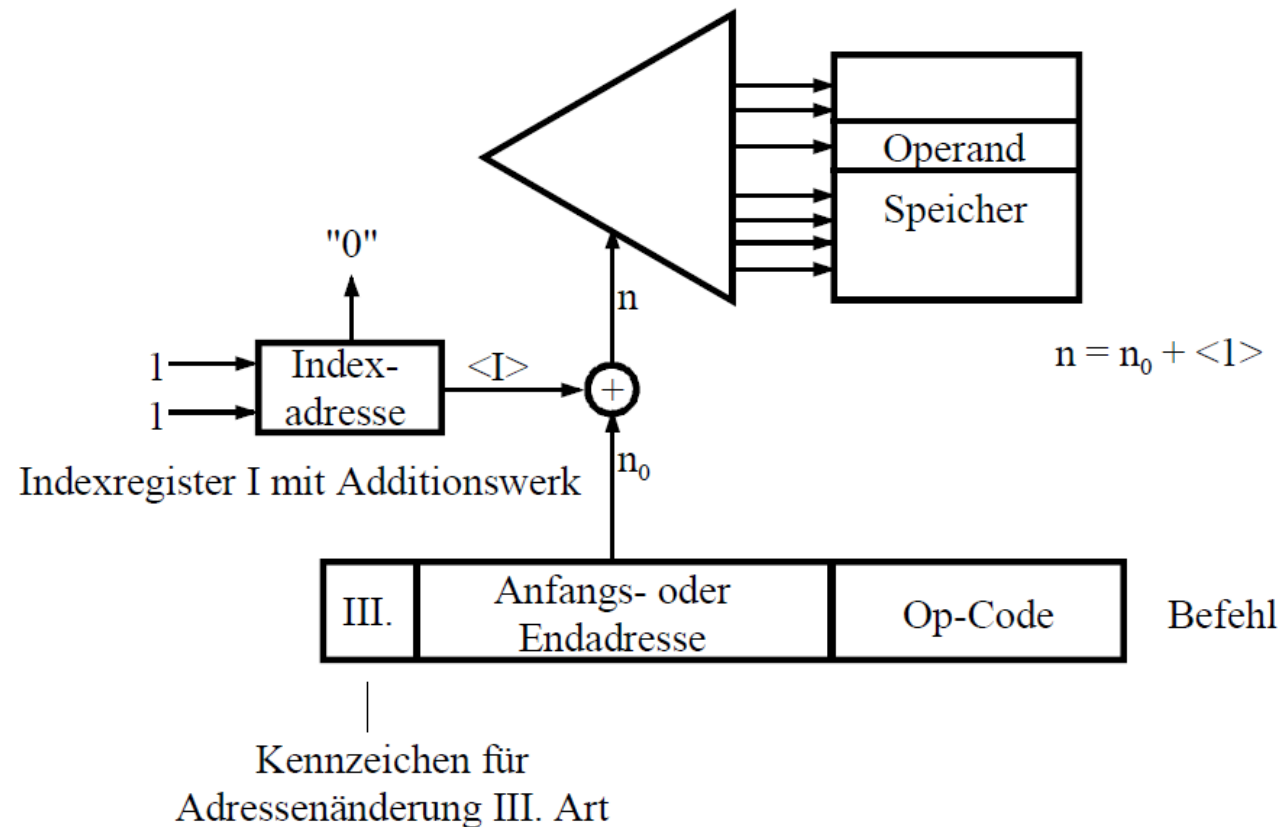 Operand
Speicher
"0"
n
1
1
Index-
adresse
<I>
+
n = n₀ + <1>
n₀
Indexregister I mit Additionswerk
III.
Anfangs- oder
Endadresse
Op-Code
Befehl
Kennzeichen für
Adressenänderung III. Art